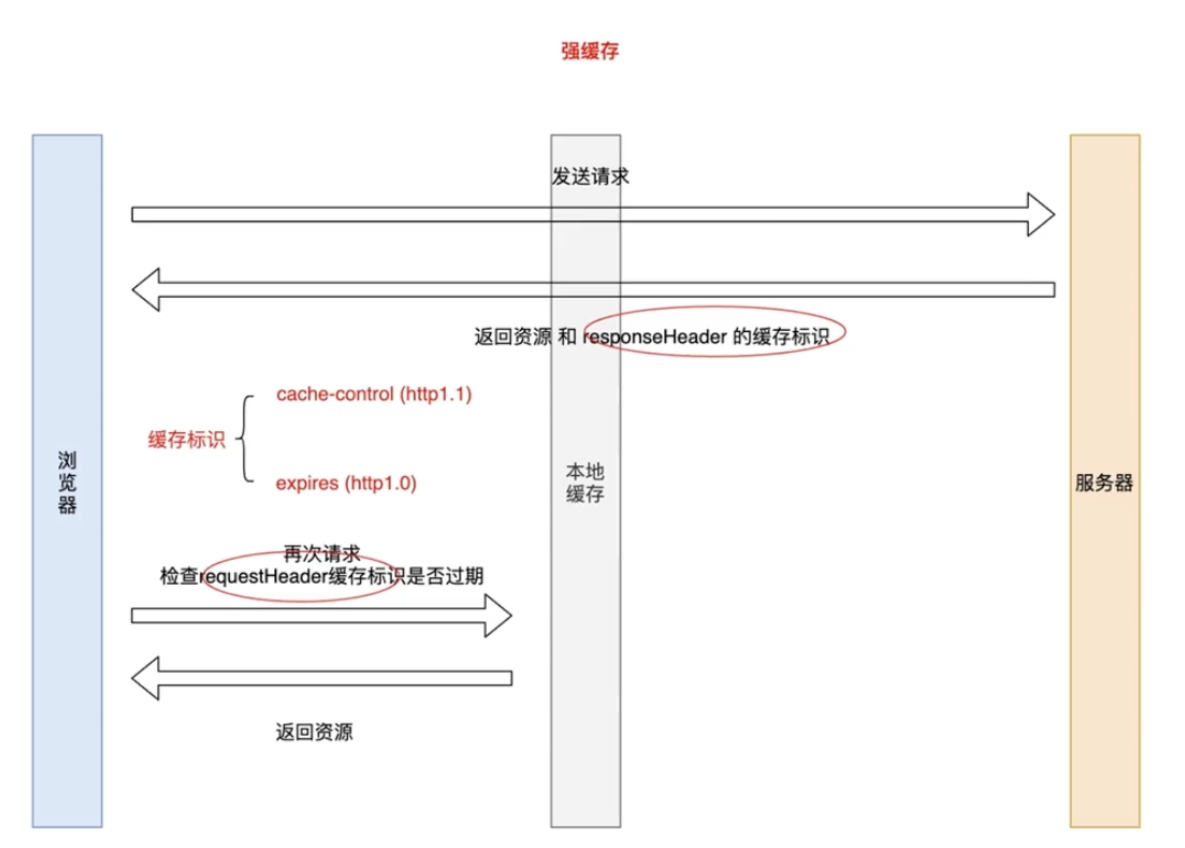 强缓存
发送请求
返回资源 和 responseHeader 的缓存标识
cache-control (http1.1)
缓存标识
expires (http1.0)
浏
览
器
本地
缓存
服务器
再次请求
检查requestHeader缓存标识是否过期
返回资源